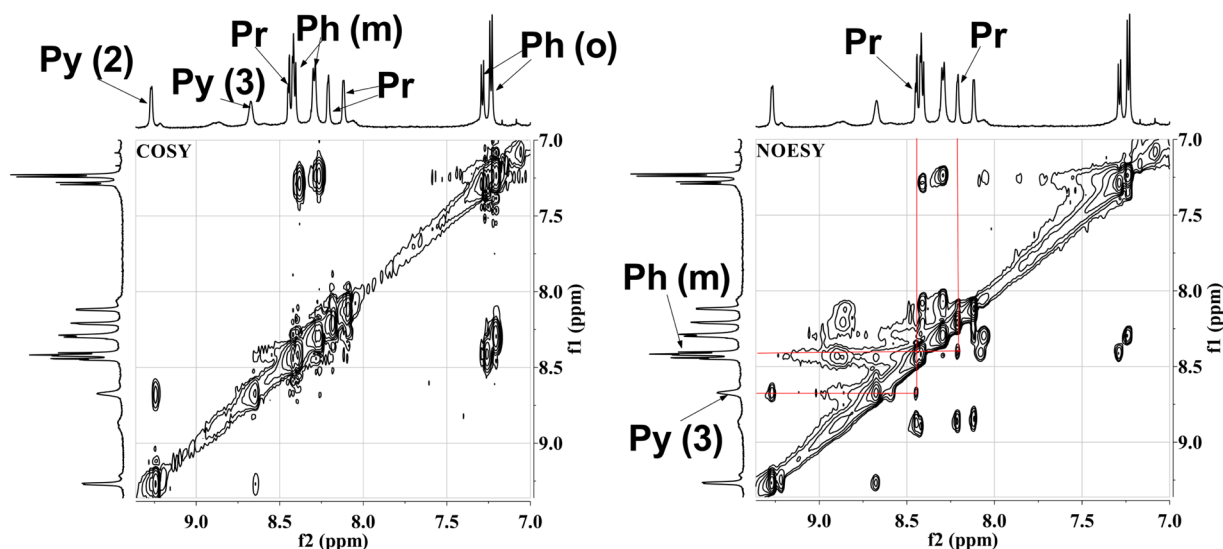 Py (2)
Pr
Py (3)
Ph (m)
Pr
Ph (o)
COSY
7.0
7.5
8.0
8.5
9.0
f1 (ppm)
9.0 8.5 8.0 7.5 7.0
f2 (ppm)
Pr
Pr
NOESY
Ph (m)
Py (3)
7.0
7.5
8.0
8.5
9.0
f1 (ppm)
9.0 8.5 8.0 7.5 7.0
f2 (ppm)